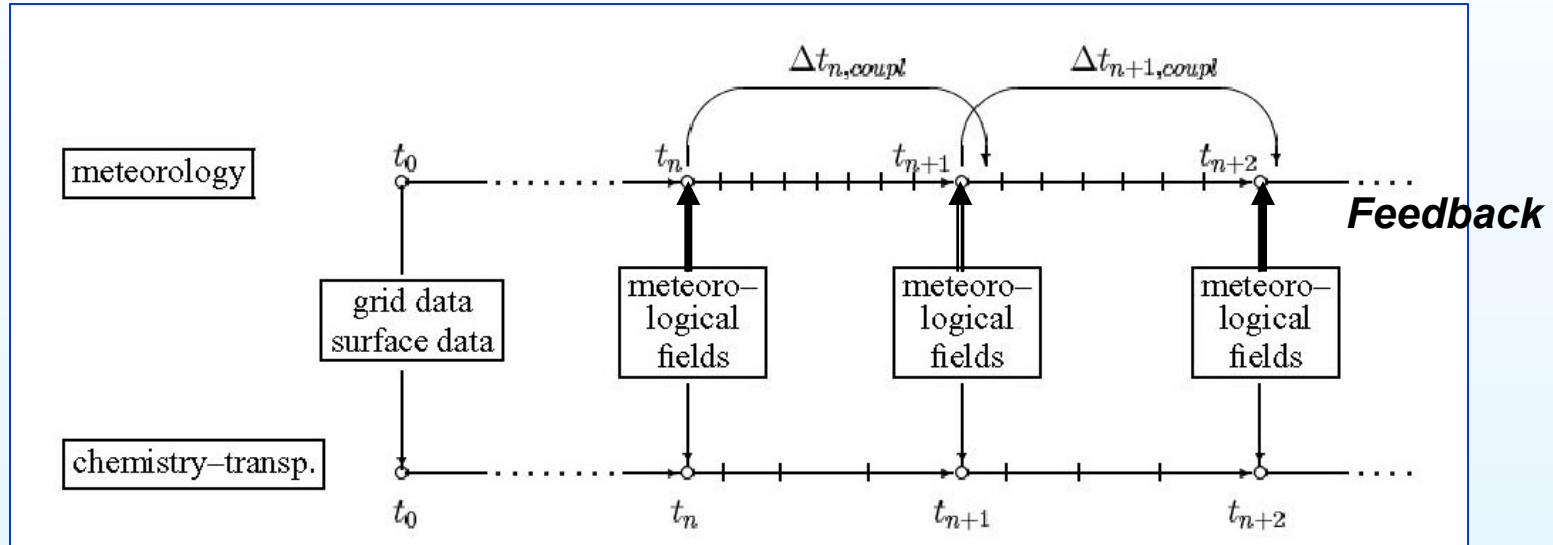 Δt_{n,coupl} Δt_{n+1,coupl}
meteorology t_0 t_n t_{n+1} t_{n+2}
Feedback
grid data
surface data
meteoro–
logical
fields
meteoro–
logical
fields
meteoro–
logical
fields
chemistry–transp.
t_0 t_n t_{n+1} t_{n+2}